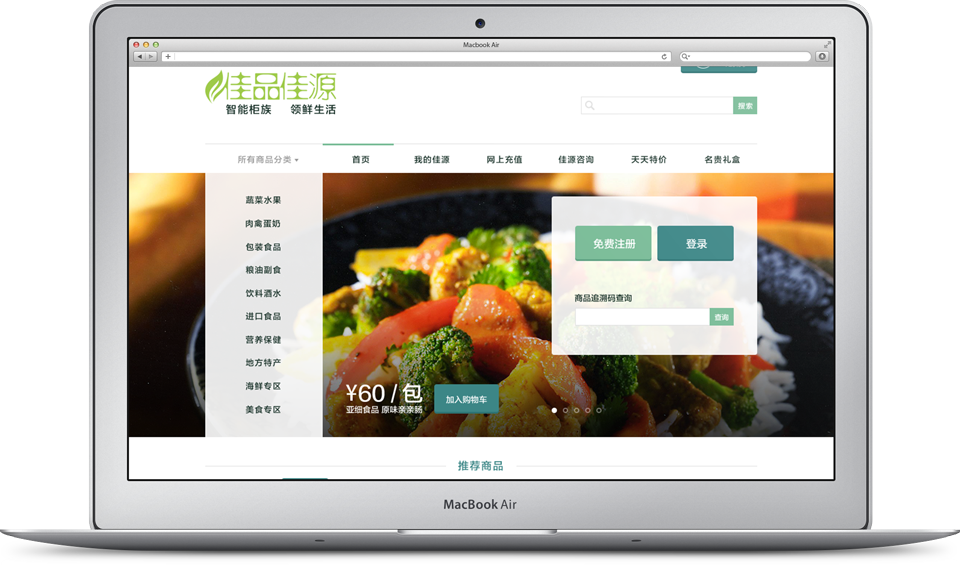 Macbook Air
佳品佳源
智能柜族 领鲜生活
搜索
所有商品分类 首页 我的佳源 网上充值 佳源咨询 天天特价 名贵礼盒
蔬菜水果
肉禽蛋奶
包装食品
粮油副食
饮料酒水
进口食品
营养保健
地方特产
海鲜专区
美食专区
免费注册 登录
商品追溯码查询
查询
¥60 / 包
亚细食品 原味亲亲肠
加入购物车
推荐商品
MacBook Air